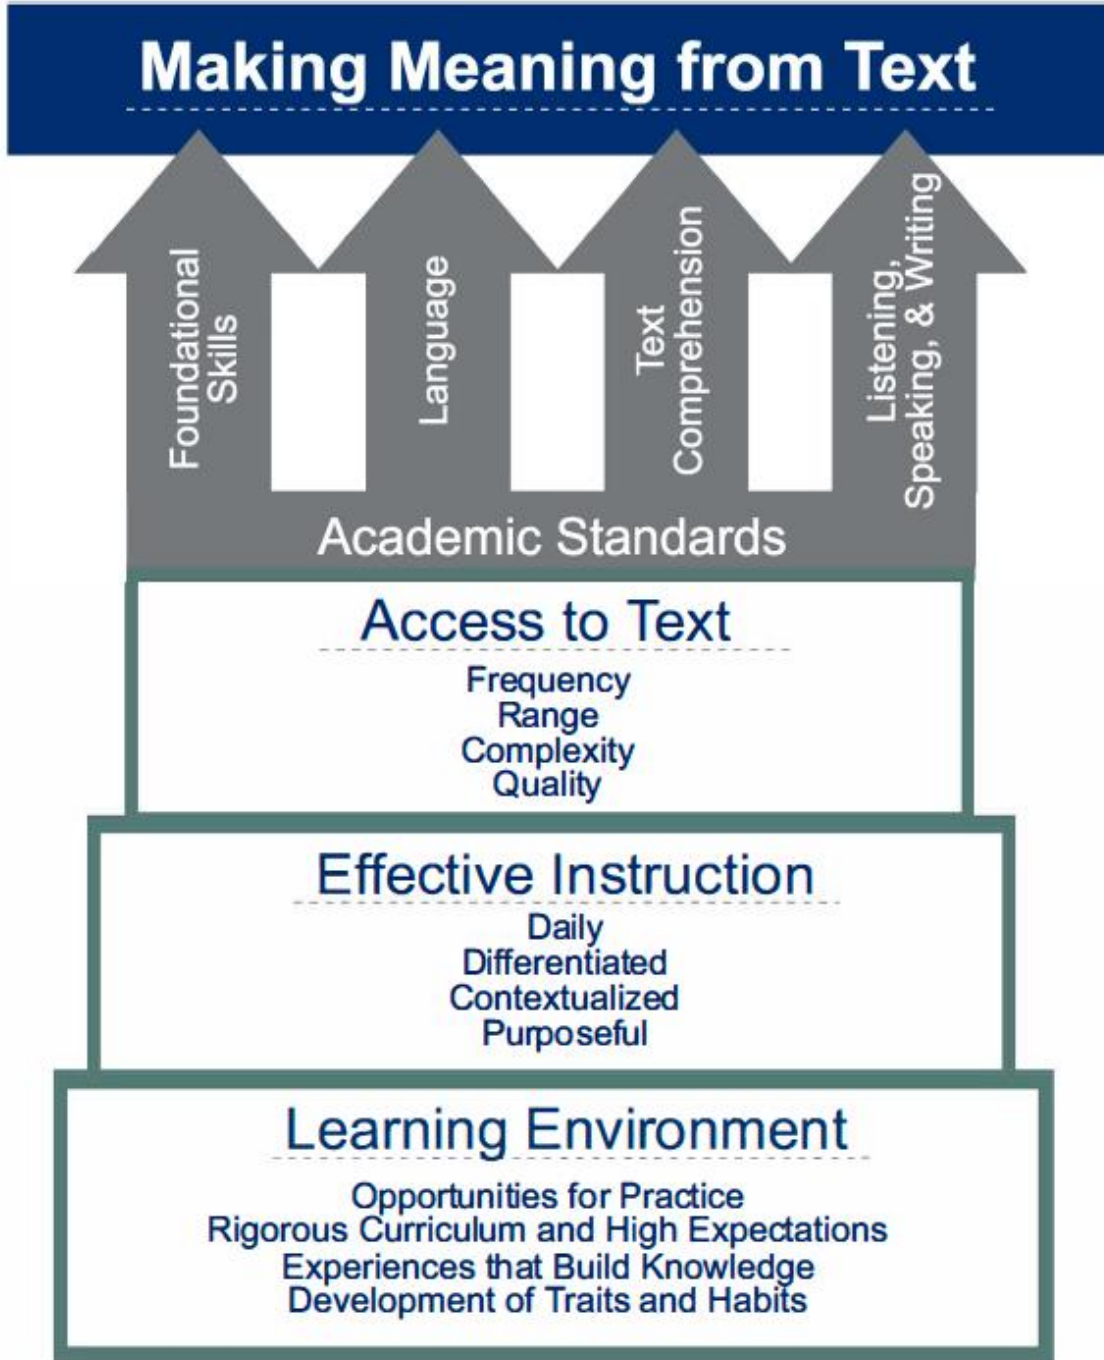 Making Meaning from Text
Foundational
Skills
Language
Text
Comprehension
Listening,
Speaking, & Writing
Academic Standards
Access to Text
Frequency
Range
Complexity
Quality
Effective Instruction
Daily
Differentiated
Contextualized
Purposeful
Learning Environment
Opportunities for Practice
Rigorous Curriculum and High Expectations
Experiences that Build Knowledge
Development of Traits and Habits